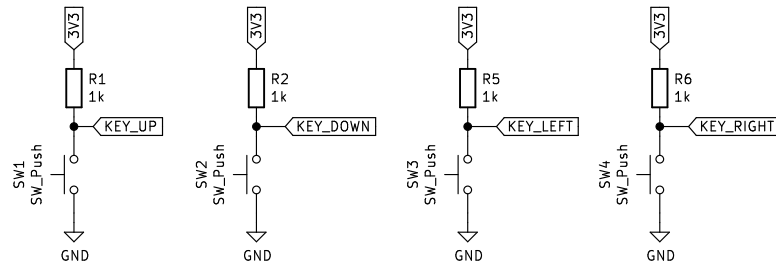 3V3
R1
1k
KEY_UP
SW1
SW_Push
GND
3V3
R2
1k
KEY_DOWN
SW2
SW_Push
GND
3V3
R5
1k
KEY_LEFT
SW3
SW_Push
GND
3V3
R6
1k
KEY_RIGHT
SW4
SW_Push
GND